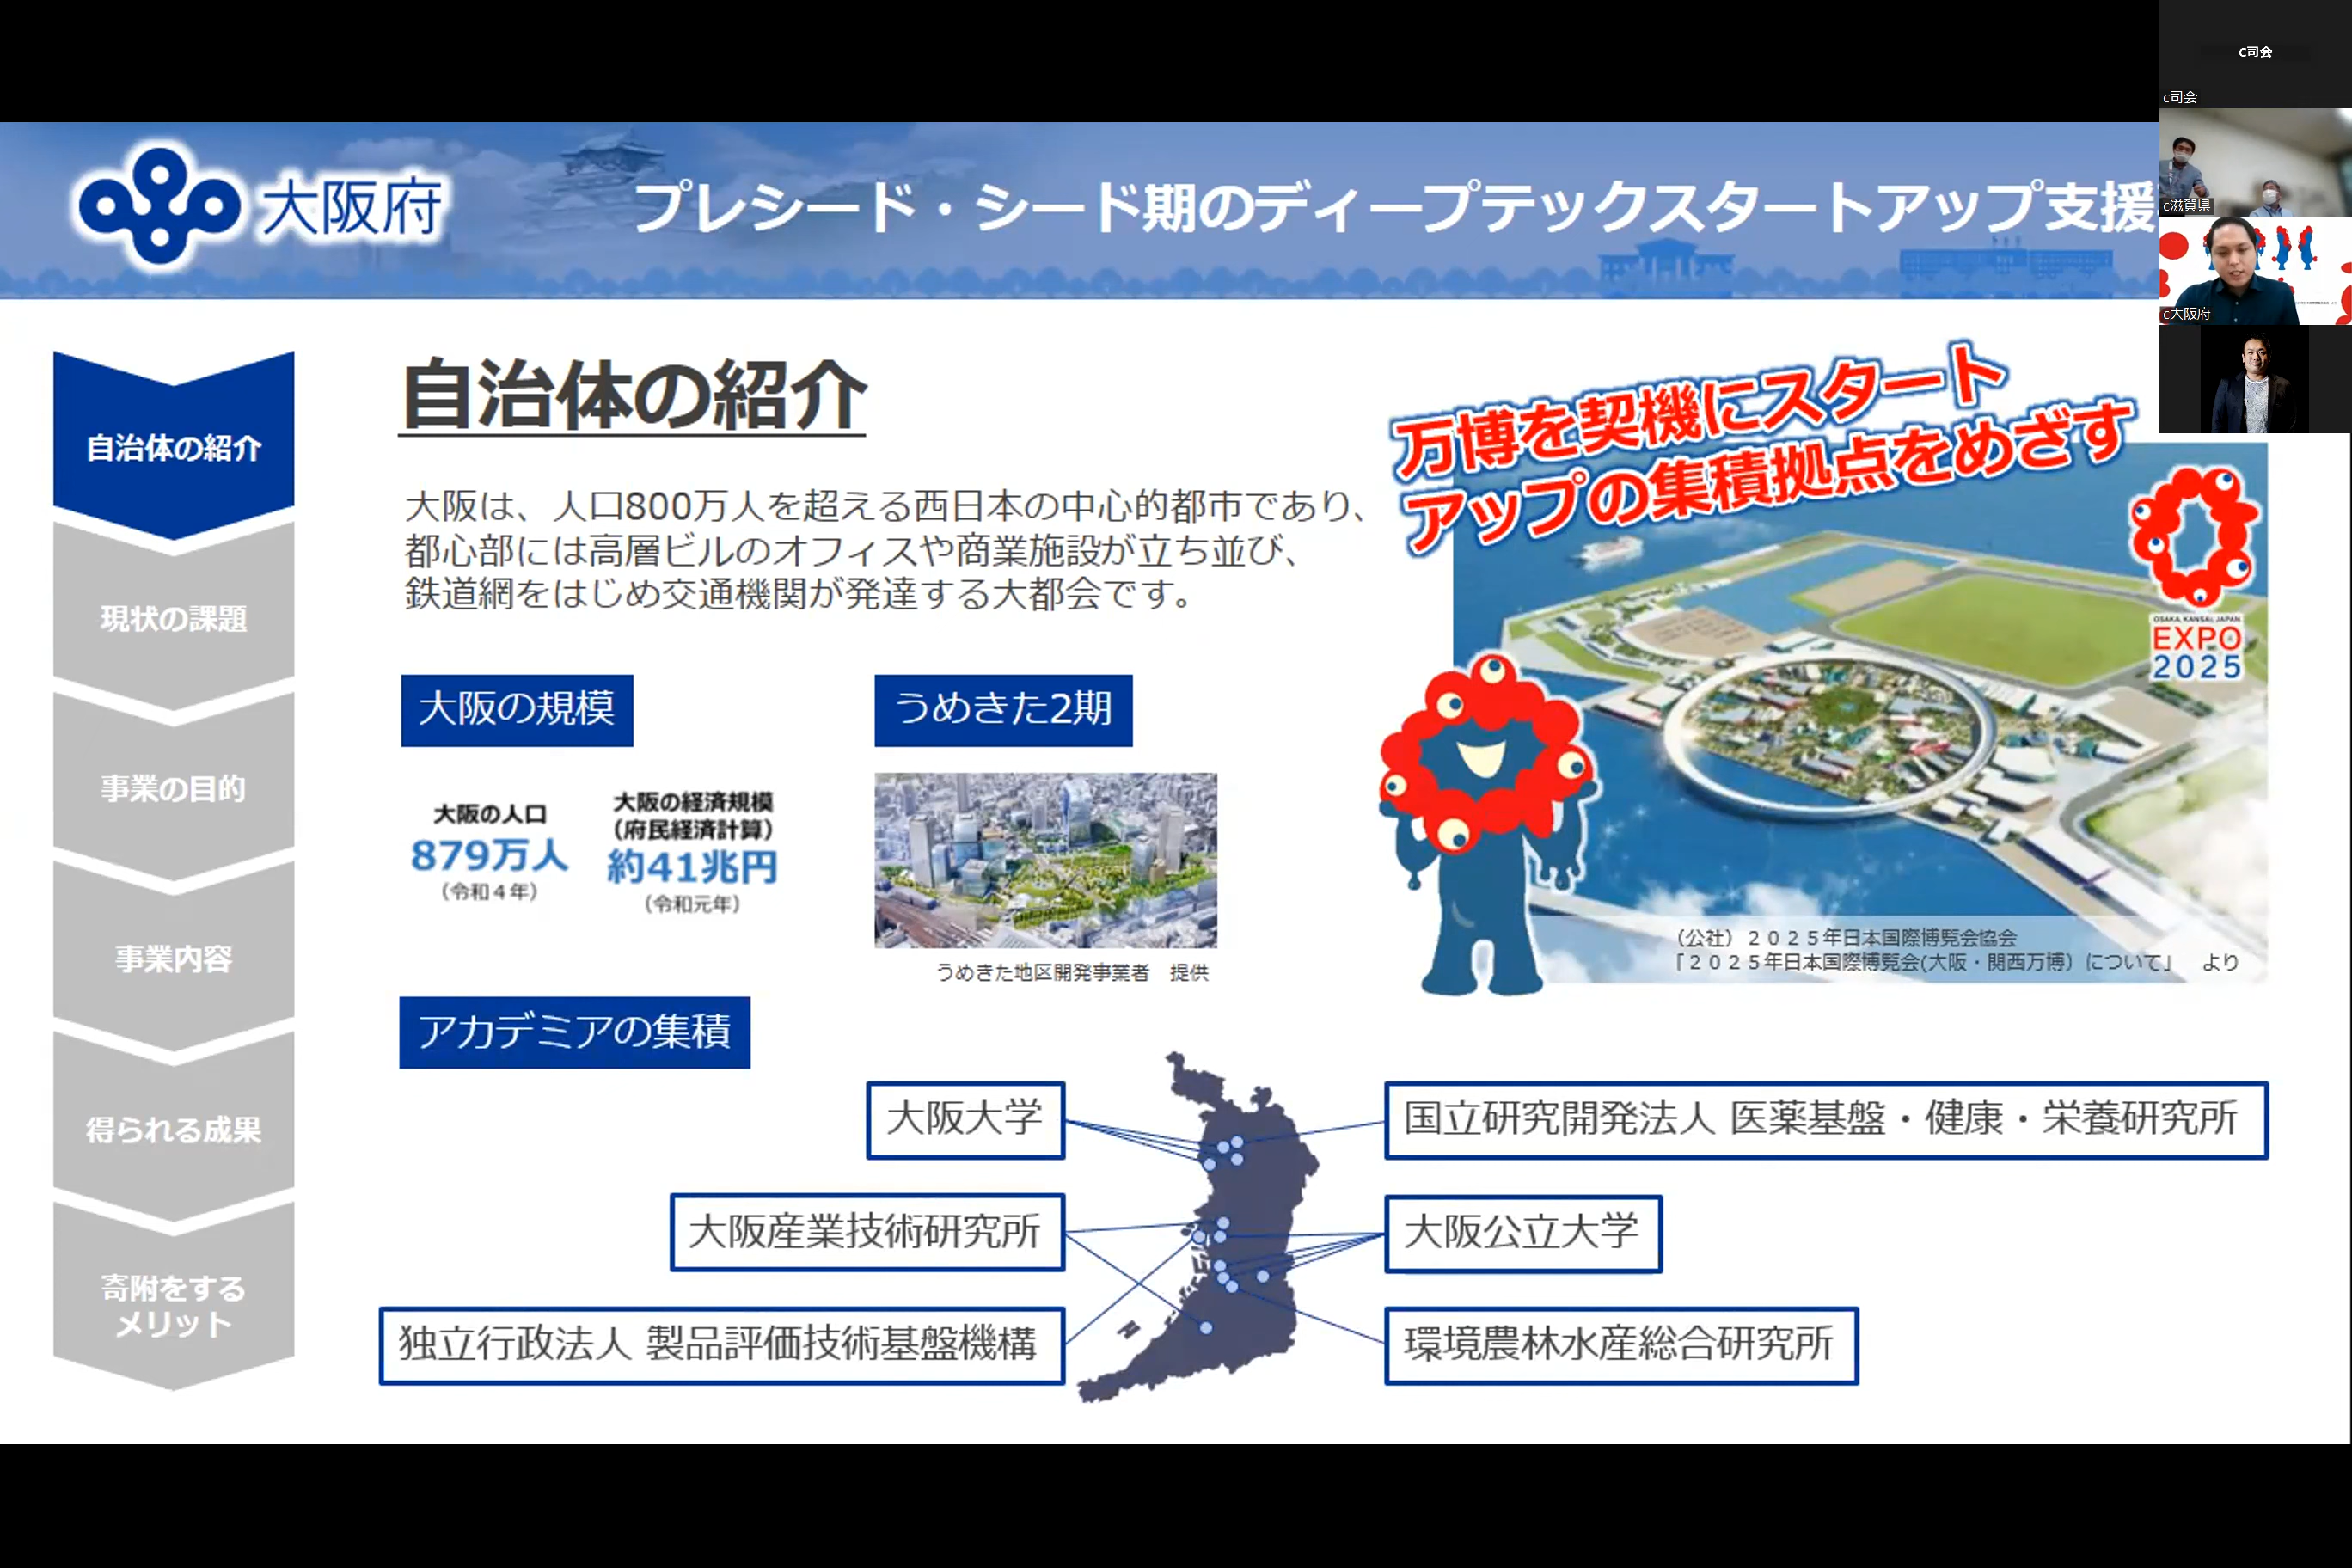 大阪府
プレシード・シード期のディープテックスタートアップ支援
c司会
c司会
c滋賀県
c大阪府
自治体の紹介
現状の課題
事業の目的
事業内容
得られる成果
寄附をする
メリット
自治体の紹介
大阪は、人口800万人を超える西日本の中心的都市であり、
都心部には高層ビルのオフィスや商業施設が立ち並び、
鉄道網をはじめ交通機関が発達する大都会です。
万博を契機にスタート
アップの集積拠点をめざす
OSAKA, KANSAI, JAPAN
EXPO
2025
大阪の規模
大阪の人口
879万人
（令和４年）
大阪の経済規模
（府民経済計算）
約41兆円
（令和元年）
うめきた2期
うめきた地区開発事業者　提供
（公社）２０２５年日本国際博覧会協会
「２０２５年日本国際博覧会(大阪・関西万博）について」　より
アカデミアの集積
大阪大学
国立研究開発法人 医薬基盤・健康・栄養研究所
大阪産業技術研究所
大阪公立大学
独立行政法人 製品評価技術基盤機構
環境農林水産総合研究所